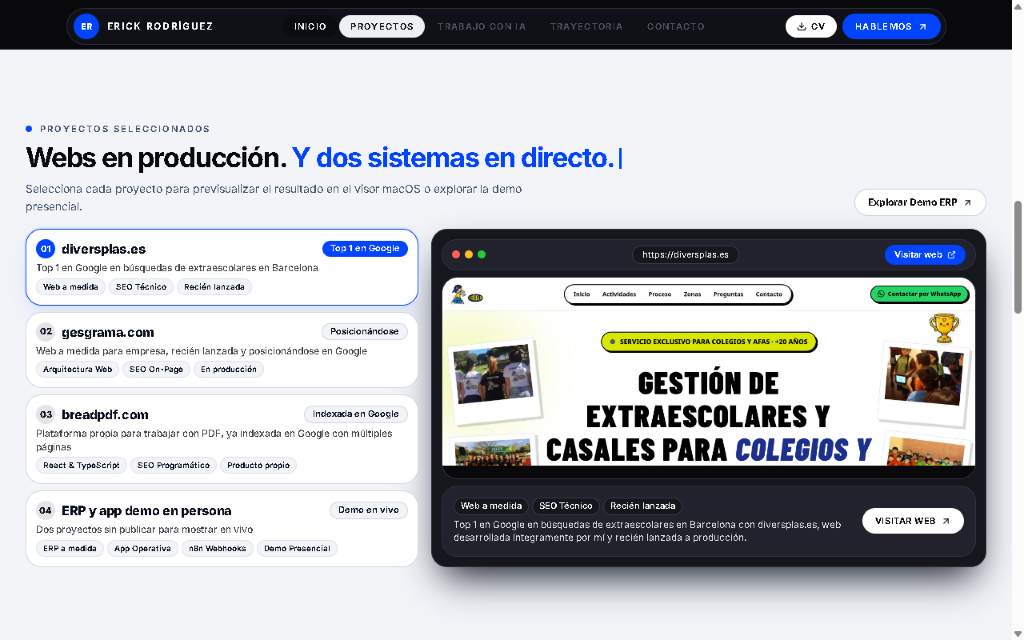 ER ERICK RODRÍGUEZ INICIO PROYECTOS TRABAJO CON IA TRAYECTORIA CONTACTO CV HABLEMOS
PROYECTOS SELECCIONADOS
Webs en producción. Y dos sistemas en directo.
Selecciona cada proyecto para previsualizar el resultado en el visor macOS o explorar la demo
presencial.
Explorar Demo ERP
01 diversplas.es Top 1 en Google
Top 1 en Google en búsquedas de extraescolares en Barcelona
Web a medida SEO Técnico Recién lanzada
02 gesgrama.com Posicionándose
Web a medida para empresa, recién lanzada y posicionándose en Google
Arquitectura Web SEO On-Page En producción
03 breadpdf.com Indexada en Google
Plataforma propia para trabajar con PDF, ya indexada en Google con múltiples
páginas
React & TypeScript SEO Programático Producto propio
04 ERP y app demo en persona Demo en vivo
Dos proyectos sin publicar para mostrar en vivo
ERP a medida App Operativa n8n Webhooks Demo Presencial
https://diversplas.es Visitar web
Inicio Actividades Proceso Zonas Preguntas Contacto Contactar por WhatsApp
SERVICIO EXCLUSIVO PARA COLEGIOS Y AFAS · +20 AÑOS
GESTIÓN DE
EXTRAESCOLARES Y
CASALES PARA COLEGIOS Y
Web a medida SEO Técnico Recién lanzada
Top 1 en Google en búsquedas de extraescolares en Barcelona con diversplas.es, web
desarrollada íntegramente por mí y recién lanzada a producción.
VISITAR WEB